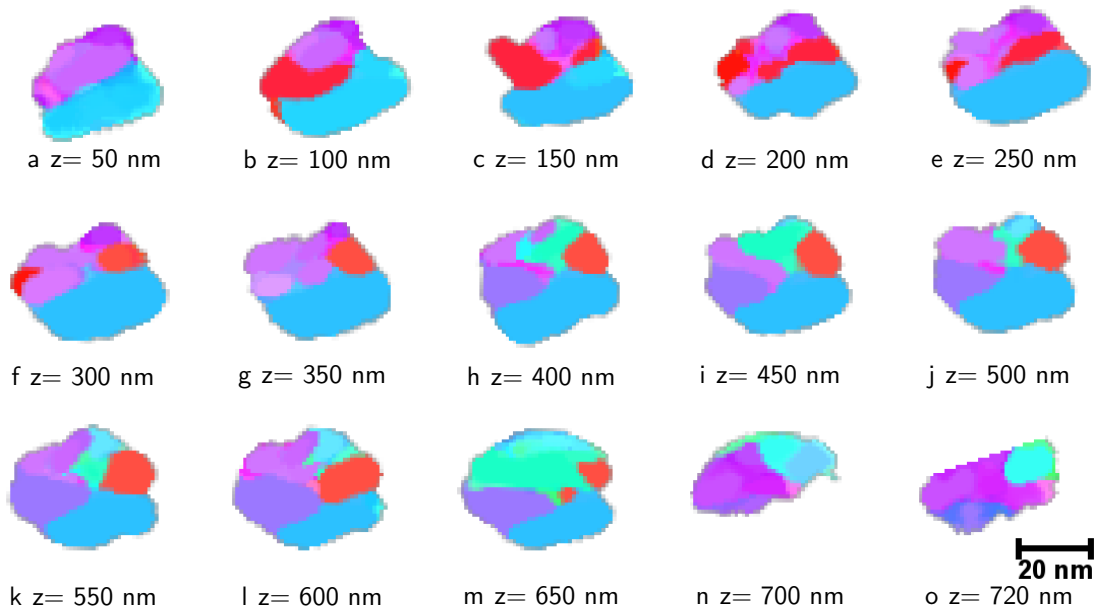 a z= 50 nm
b z= 100 nm
c z= 150 nm
d z= 200 nm
e z= 250 nm
f z= 300 nm
g z= 350 nm
h z= 400 nm
i z= 450 nm
j z= 500 nm
20 nm
k z= 550 nm
l z= 600 nm
m z= 650 nm
n z= 700 nm
o z= 720 nm